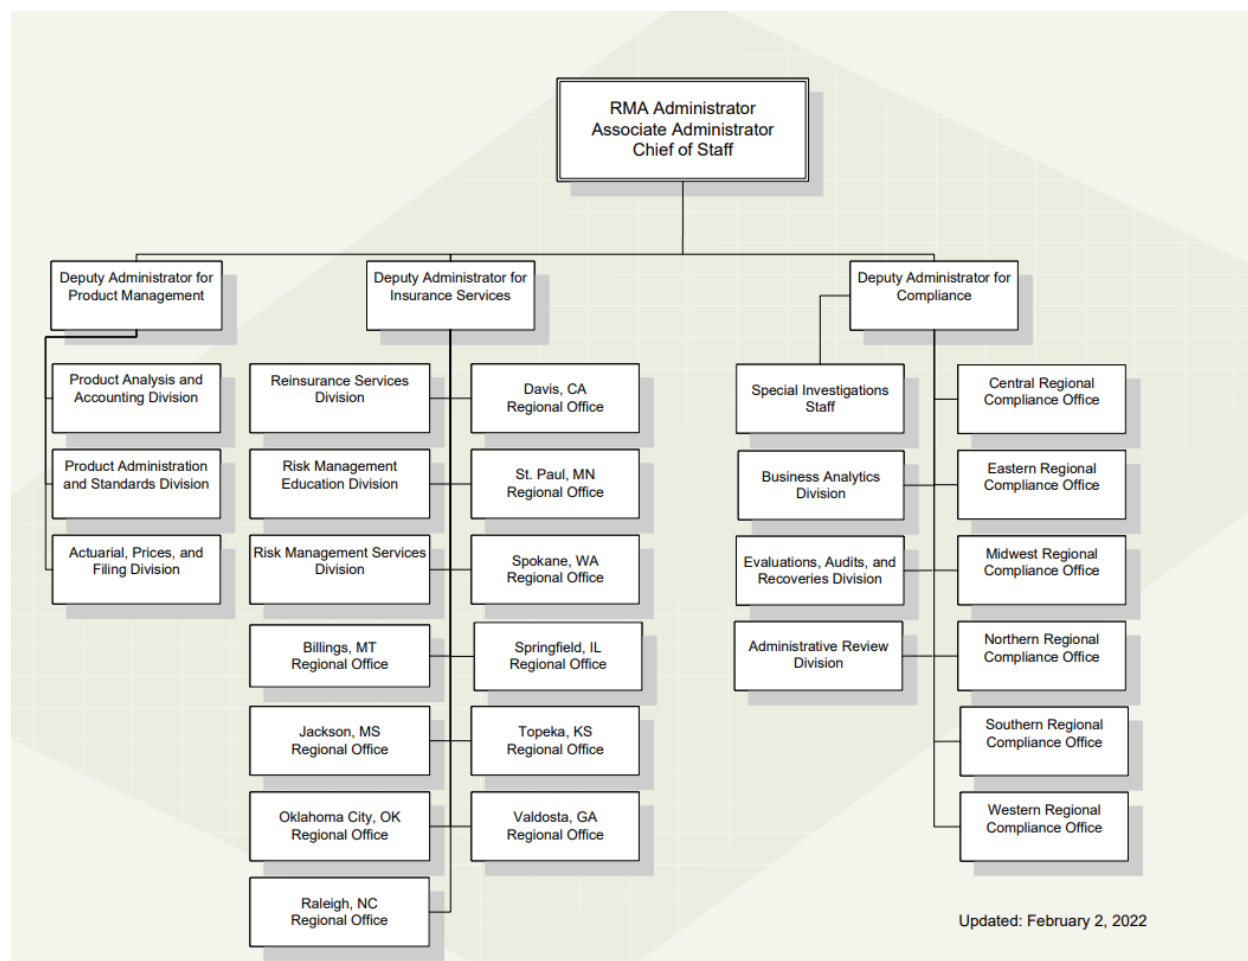 RMA Administrator
Associate Administrator
Chief of Staff
Deputy Administrator for
Product Management
Deputy Administrator for
Insurance Services
Deputy Administrator for
Compliance
Product Analysis and
Accounting Division
Product Administration
and Standards Division
Actuarial, Prices, and
Filing Division
Reinsurance Services
Division
Risk Management
Education Division
Risk Management Services
Division
Billings, MT
Regional Office
Jackson, MS
Regional Office
Oklahoma City, OK
Regional Office
Raleigh, NC
Regional Office
Davis, CA
Regional Office
St. Paul, MN
Regional Office
Spokane, WA
Regional Office
Springfield, IL
Regional Office
Topeka, KS
Regional Office
Valdosta, GA
Regional Office
Special Investigations
Staff
Business Analytics
Division
Evaluations, Audits, and
Recoveries Division
Administrative Review
Division
Central Regional
Compliance Office
Eastern Regional
Compliance Office
Midwest Regional
Compliance Office
Northern Regional
Compliance Office
Southern Regional
Compliance Office
Western Regional
Compliance Office
Updated: February 2, 2022